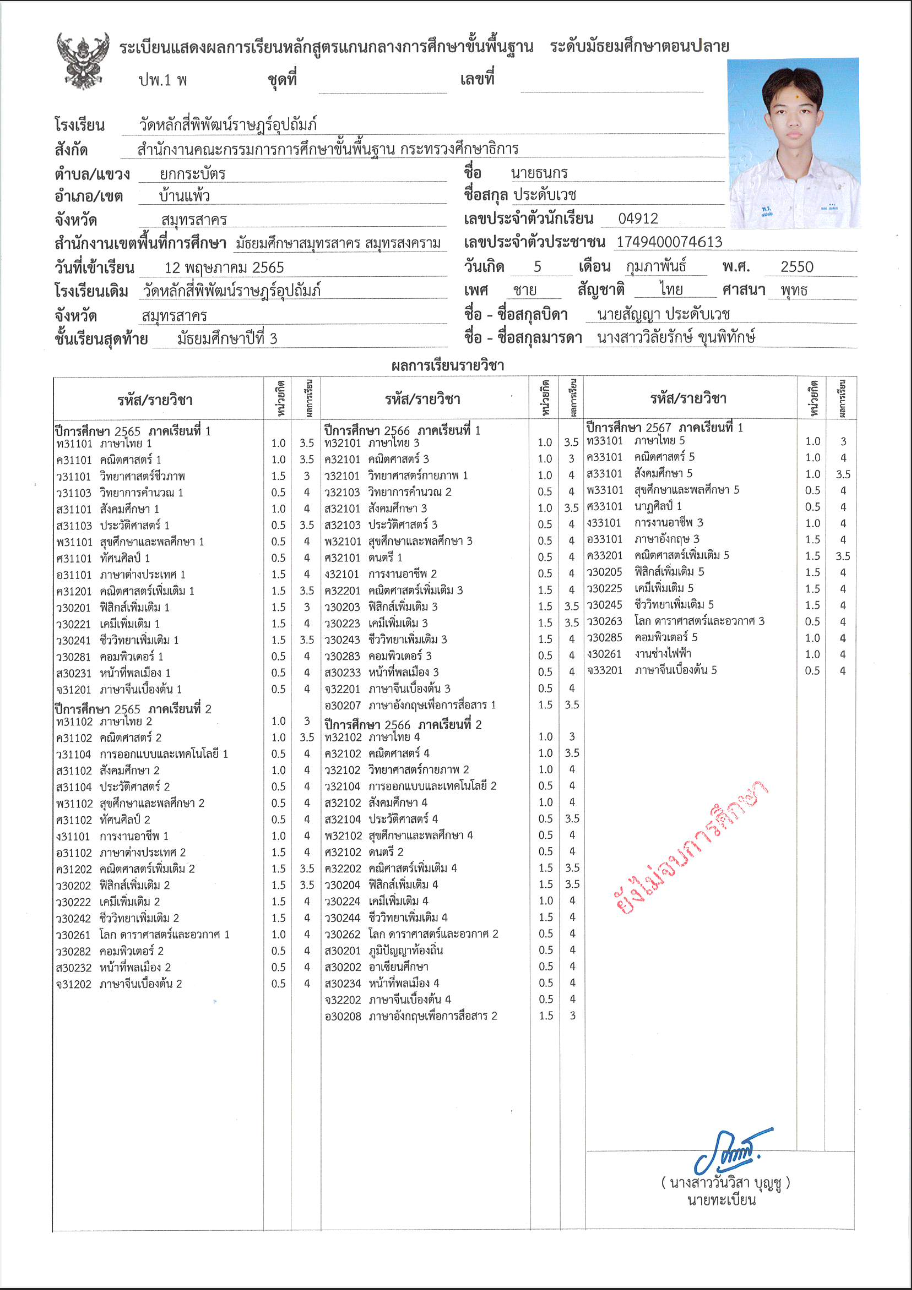 ระเบียนแสดงผลการเรียนหลักสูตรแกนกลางการศึกษาขั้นพื้นฐาน ระดับมัธยมศึกษาตอนปลาย
ปพ.1 พ ชุดที่ เลขที่
โรงเรียน วัดหลักสี่พิพัฒน์ราษฎร์อุปถัมภ์
สังกัด สำนักงานคณะกรรมการการศึกษาขั้นพื้นฐาน กระทรวงศึกษาธิการ
ตำบล/แขวง ยกกระบัตร
อำเภอ/เขต บ้านแพ้ว
จังหวัด สมุทรสาคร
สำนักงานเขตพื้นที่การศึกษา มัธยมศึกษาสมุทรสาคร สมุทรสงคราม
วันที่เข้าเรียน 12 พฤษภาคม 2565
โรงเรียนเดิม วัดหลักสี่พิพัฒน์ราษฎร์อุปถัมภ์
จังหวัด สมุทรสาคร
ชั้นเรียนสุดท้าย มัธยมศึกษาปีที่ 3
ชื่อ นายธนกร
ชื่อสกุล ประดับเวช
เลขประจำตัวนักเรียน 04912
เลขประจำตัวประชาชน 1749400074613
วันเกิด 5 เดือน กุมภาพันธ์ พ.ศ. 2550
เพศ ชาย สัญชาติ ไทย ศาสนา พุทธ
ชื่อ - ชื่อสกุลบิดา นายสัญญา ประดับเวช
ชื่อ - ชื่อสกุลมารดา นางสาววิลัยรักษ์ ขุนพิทักษ์
ผลการเรียนรายวิชา
รหัส/รายวิชา หน่วยกิต ผลการเรียน
ปีการศึกษา 2565 ภาคเรียนที่ 1
ท31101 ภาษาไทย 1 1.0 3.5
ค31101 คณิตศาสตร์ 1 1.0 3.5
ว31101 วิทยาศาสตร์ชีวภาพ 1.5 3
ว31103 วิทยาการคำนวณ 1 0.5 4
ส31101 สังคมศึกษา 1 1.0 4
ส31103 ประวัติศาสตร์ 1 0.5 3.5
พ31101 สุขศึกษาและพลศึกษา 1 0.5 4
ศ31101 ทัศนศิลป์ 1 0.5 4
อ31101 ภาษาต่างประเทศ 1 1.5 4
ค31201 คณิตศาสตร์เพิ่มเติม 1 1.5 3.5
ว30201 ฟิสิกส์เพิ่มเติม 1 1.5 3
ว30221 เคมีเพิ่มเติม 1 1.5 4
ว30241 ชีววิทยาเพิ่มเติม 1 1.5 3.5
ว30281 คอมพิวเตอร์ 1 0.5 4
ส30231 หน้าที่พลเมือง 1 0.5 4
จ31201 ภาษาจีนเบื้องต้น 1 0.5 4
ปีการศึกษา 2565 ภาคเรียนที่ 2
ท31102 ภาษาไทย 2 1.0 3
ค31102 คณิตศาสตร์ 2 1.0 3.5
ว31104 การออกแบบและเทคโนโลยี 1 0.5 4
ส31102 สังคมศึกษา 2 1.0 4
ส31104 ประวัติศาสตร์ 2 0.5 4
พ31102 สุขศึกษาและพลศึกษา 2 0.5 4
ศ31102 ทัศนศิลป์ 2 0.5 4
ง31101 การงานอาชีพ 1 1.0 4
อ31102 ภาษาต่างประเทศ 2 1.5 4
ค31202 คณิตศาสตร์เพิ่มเติม 2 1.5 3.5
ว30202 ฟิสิกส์เพิ่มเติม 2 1.5 3.5
ว30222 เคมีเพิ่มเติม 2 1.5 4
ว30242 ชีววิทยาเพิ่มเติม 2 1.5 4
ว30261 โลก ดาราศาสตร์และอวกาศ 1 1.0 4
ว30282 คอมพิวเตอร์ 2 0.5 4
ส30232 หน้าที่พลเมือง 2 0.5 4
จ31202 ภาษาจีนเบื้องต้น 2 0.5 4
รหัส/รายวิชา หน่วยกิต ผลการเรียน
ปีการศึกษา 2566 ภาคเรียนที่ 1
ท32101 ภาษาไทย 3 1.0 3.5
ค32101 คณิตศาสตร์ 3 1.0 3
ว32101 วิทยาศาสตร์กายภาพ 1 1.0 4
ว32103 วิทยาการคำนวณ 2 0.5 4
ส32101 สังคมศึกษา 3 1.0 3.5
ส32103 ประวัติศาสตร์ 3 0.5 4
พ32101 สุขศึกษาและพลศึกษา 3 0.5 4
ศ32101 ดนตรี 1 0.5 4
ง32101 การงานอาชีพ 2 0.5 4
ค32201 คณิตศาสตร์เพิ่มเติม 3 1.5 4
ว30203 ฟิสิกส์เพิ่มเติม 3 1.5 3.5
ว30223 เคมีเพิ่มเติม 3 1.5 3.5
ว30243 ชีววิทยาเพิ่มเติม 3 1.5 4
ว30283 คอมพิวเตอร์ 3 0.5 4
ส30233 หน้าที่พลเมือง 3 0.5 4
จ32201 ภาษาจีนเบื้องต้น 3 0.5 4
อ30207 ภาษาอังกฤษเพื่อการสื่อสาร 1 1.5 3.5
ปีการศึกษา 2566 ภาคเรียนที่ 2
ท32102 ภาษาไทย 4 1.0 3
ค32102 คณิตศาสตร์ 4 1.0 3.5
ว32102 วิทยาศาสตร์กายภาพ 2 1.0 4
ว32104 การออกแบบและเทคโนโลยี 2 0.5 4
ส32102 สังคมศึกษา 4 1.0 4
ส32104 ประวัติศาสตร์ 4 0.5 3.5
พ32102 สุขศึกษาและพลศึกษา 4 0.5 4
ศ32102 ดนตรี 2 0.5 4
ค32202 คณิศาสตร์เพิ่มเติม 4 1.5 3.5
ว30204 ฟิสิกส์เพิ่มเติม 4 1.5 3.5
ว30224 เคมีเพิ่มเติม 4 1.0 4
ว30244 ชีววิทยาเพิ่มเติม 4 1.5 4
ว30262 โลก ดาราศาสตร์และอวกาศ 2 0.5 4
ส30201 ภูมิปัญญาท้องถิ่น 0.5 4
ส30202 อาเซียนศึกษา 0.5 4
ส30234 หน้าที่พลเมือง 4 0.5 4
จ32202 ภาษาจีนเบื้องต้น 4 0.5 4
อ30208 ภาษาอังกฤษเพื่อการสื่อสาร 2 1.5 3
รหัส/รายวิชา หน่วยกิต ผลการเรียน
ปีการศึกษา 2567 ภาคเรียนที่ 1
ท33101 ภาษาไทย 5 1.0 3
ค33101 คณิตศาสตร์ 5 1.0 4
ส33101 สังคมศึกษา 5 1.0 3.5
พ33101 สุขศึกษาและพลศึกษา 5 0.5 4
ศ33101 นาฏศิลป์ 1 0.5 4
ง33101 การงานอาชีพ 3 1.0 4
อ33101 ภาษาอังกฤษ 3 1.5 4
ค33201 คณิตศาสตร์เพิ่มเติม 5 1.5 3.5
ว30205 ฟิสิกส์เพิ่มเติม 5 1.5 4
ว30225 เคมีเพิ่มเติม 5 1.5 4
ว30245 ชีววิทยาเพิ่มเติม 5 1.5 4
ว30263 โลก ดาราศาสตร์และอวกาศ 3 0.5 4
ว30285 คอมพิวเตอร์ 5 1.0 4
ง30261 งานช่างไฟฟ้า 1.0 4
จ33201 ภาษาจีนเบื้องต้น 5 0.5 4
ยังไม่จบการศึกษา
( นางสาววันวิสา บุญชู )
นายทะเบียน